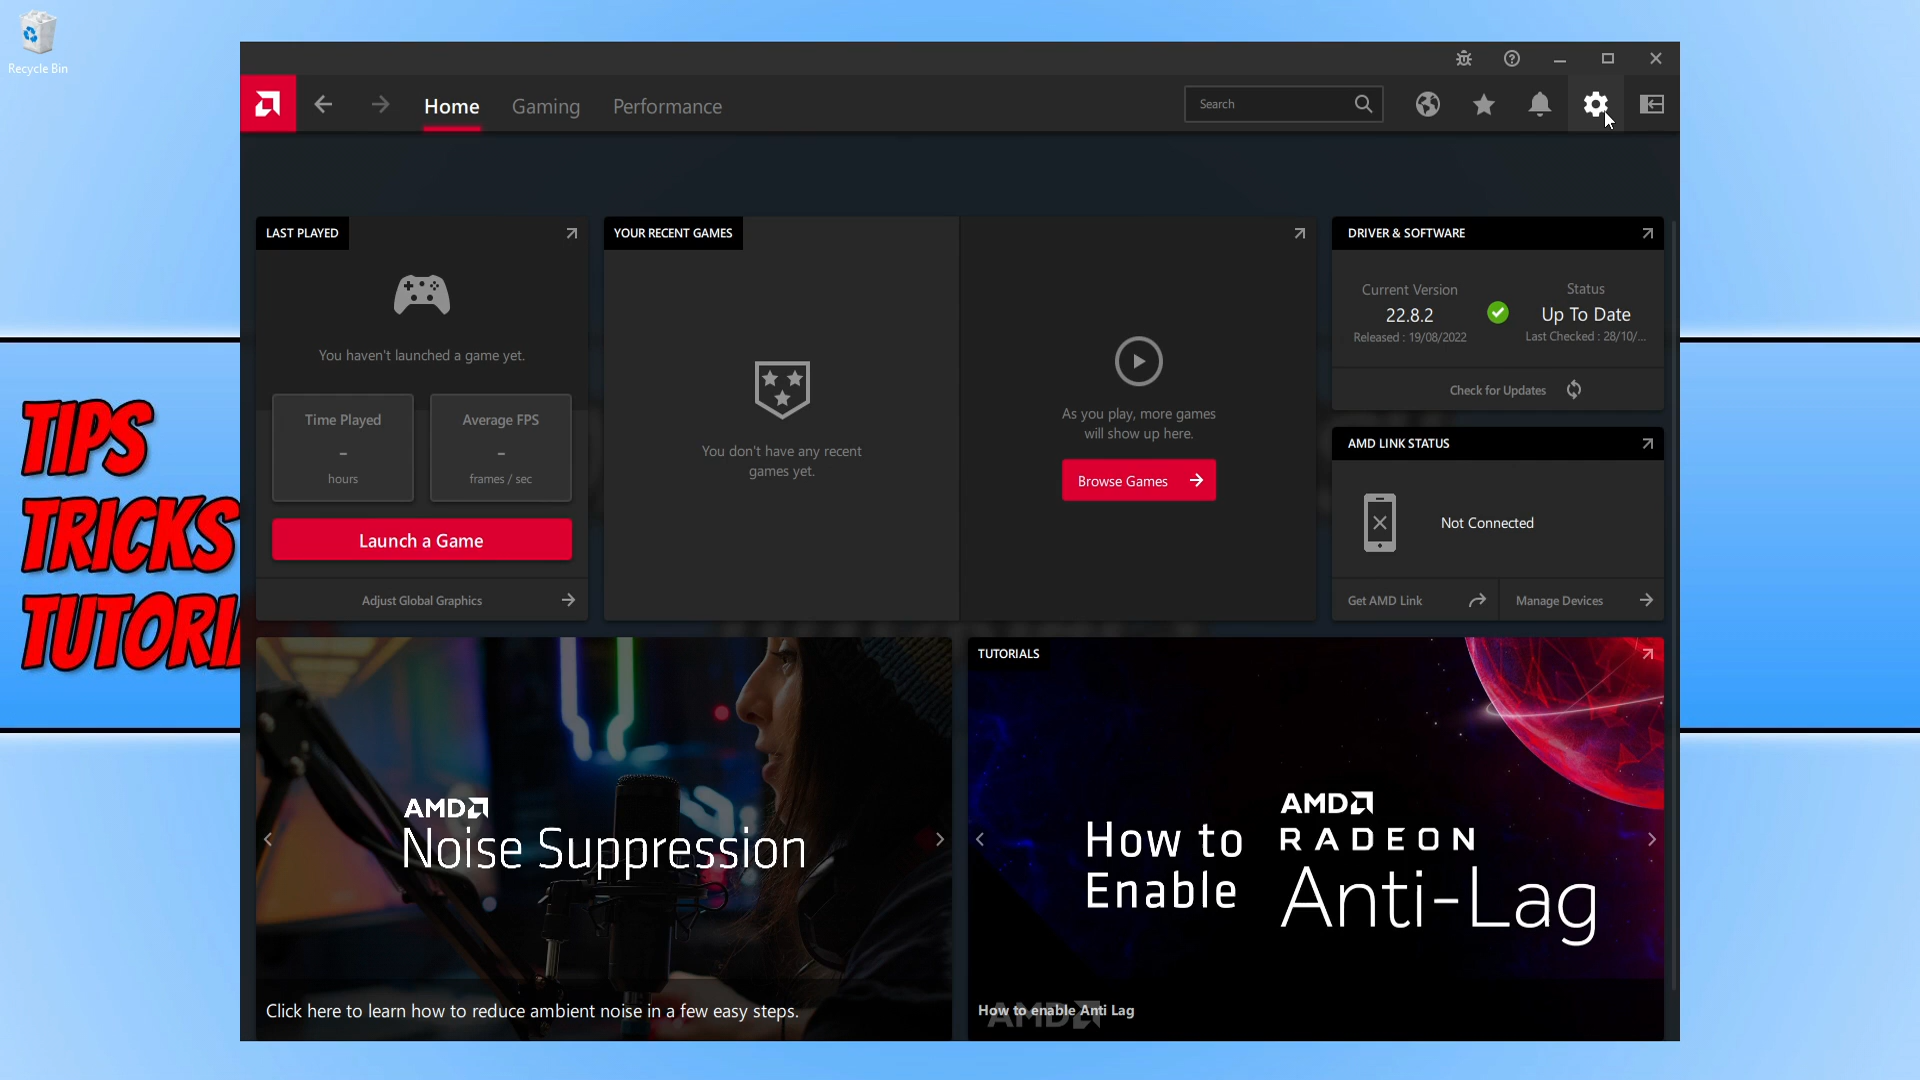 Recycle Bin
TIPS
TRICKS
TUTORI
Home
Gaming
Performance
Search
LAST PLAYED
You haven't launched a game yet.
Time Played
-
hours
Average FPS
-
frames / sec
Launch a Game
Adjust Global Graphics
YOUR RECENT GAMES
You don't have any recent
games yet.
As you play, more games
will show up here.
Browse Games
DRIVER & SOFTWARE
Current Version
22.8.2
Released : 19/08/2022
Status
Up To Date
Last Checked : 28/10/...
Check for Updates
AMD LINK STATUS
Not Connected
Get AMD Link
Manage Devices
AMD
Noise Suppression
Click here to learn how to reduce ambient noise in a few easy steps.
TUTORIALS
How to
Enable
AMD
RADEON
Anti-Lag
AMD
How to enable Anti Lag